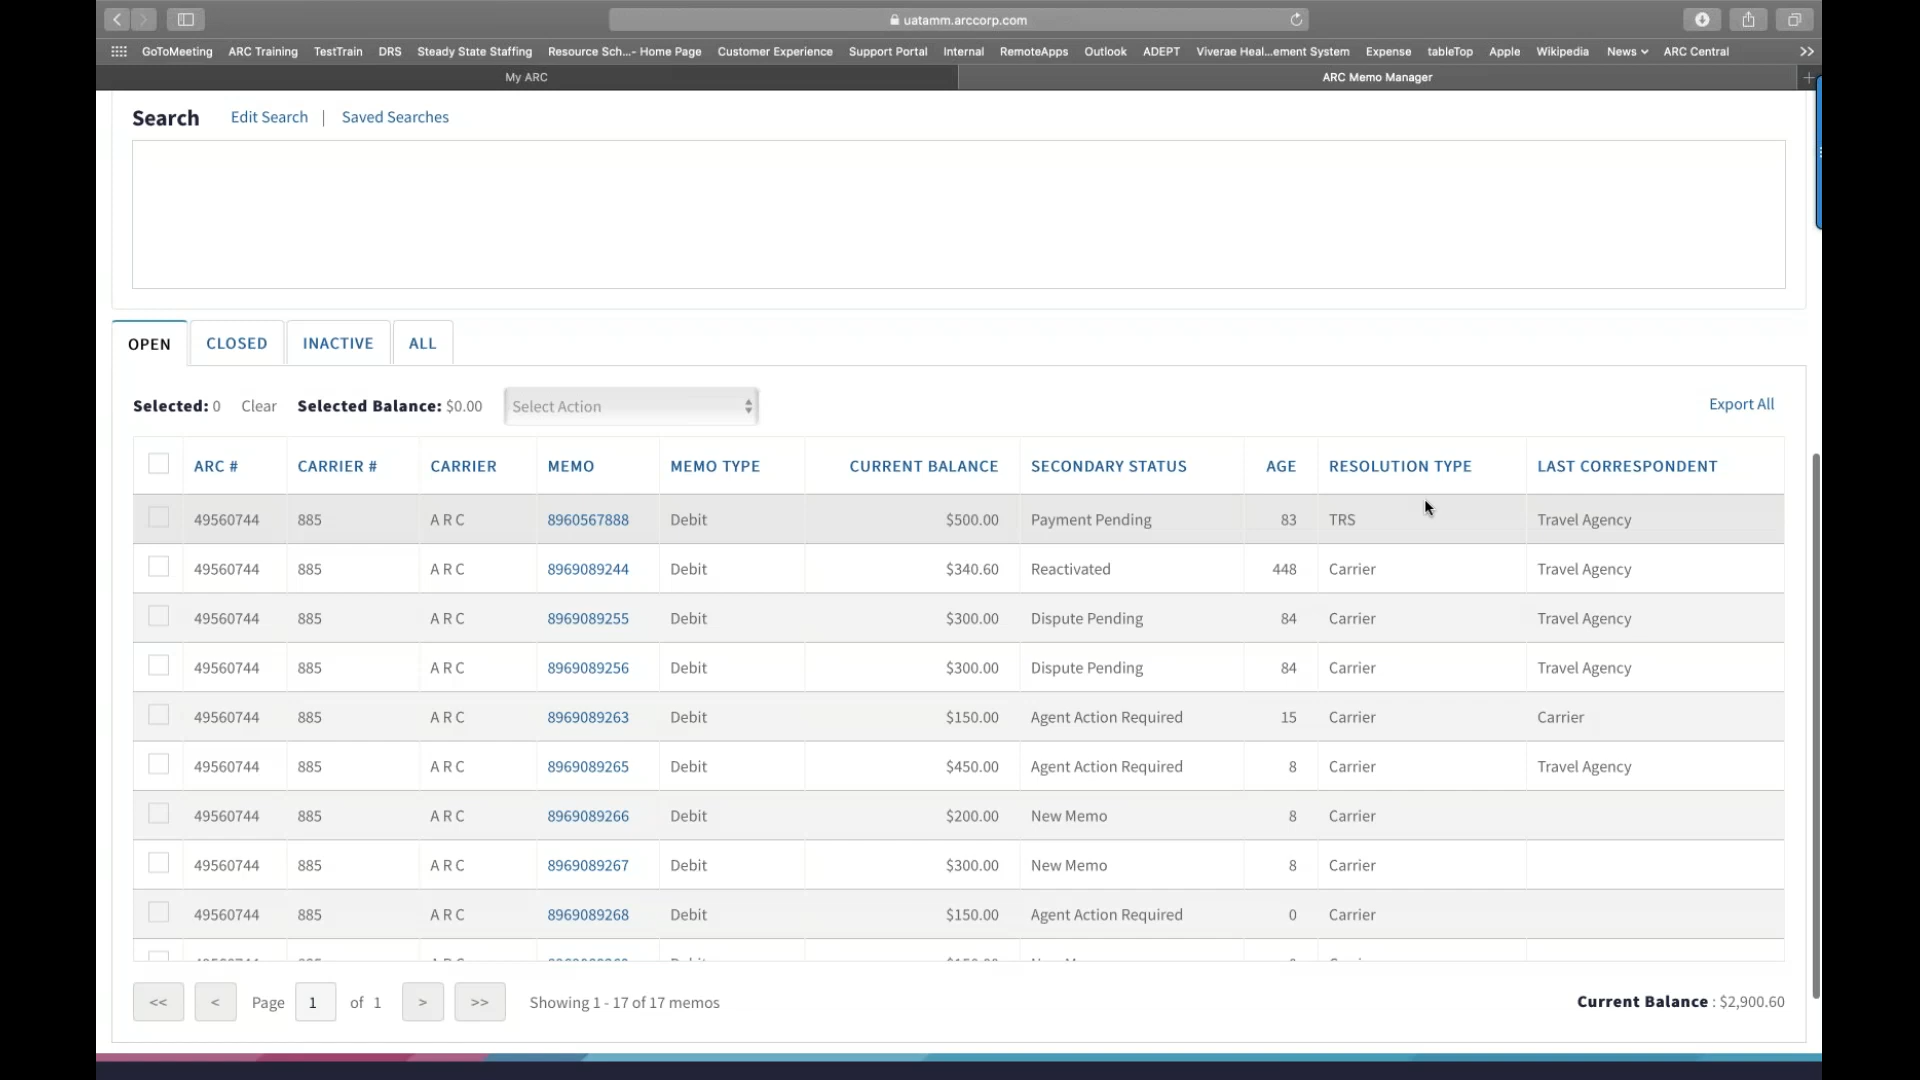 uatamm.arccorp.com
GoToMeeting ARC Training TestTrain DRS Steady State Staffing Resource Sch...- Home Page Customer Experience Support Portal Internal RemoteApps Outlook ADEPT Viverae Heal...ement System Expense tableTop Apple Wikipedia News ARC Central >>
My ARC ARC Memo Manager +
Search Edit Search | Saved Searches
OPEN CLOSED INACTIVE ALL
Selected: 0 Clear Selected Balance: $0.00 Select Action Export All
ARC # CARRIER # CARRIER MEMO MEMO TYPE CURRENT BALANCE SECONDARY STATUS AGE RESOLUTION TYPE LAST CORRESPONDENT
49560744 885 A R C 8960567888 Debit $500.00 Payment Pending 83 TRS Travel Agency
49560744 885 A R C 8969089244 Debit $340.60 Reactivated 448 Carrier Travel Agency
49560744 885 A R C 8969089255 Debit $300.00 Dispute Pending 84 Carrier Travel Agency
49560744 885 A R C 8969089256 Debit $300.00 Dispute Pending 84 Carrier Travel Agency
49560744 885 A R C 8969089263 Debit $150.00 Agent Action Required 15 Carrier Carrier
49560744 885 A R C 8969089265 Debit $450.00 Agent Action Required 8 Carrier Travel Agency
49560744 885 A R C 8969089266 Debit $200.00 New Memo 8 Carrier
49560744 885 A R C 8969089267 Debit $300.00 New Memo 8 Carrier
49560744 885 A R C 8969089268 Debit $150.00 Agent Action Required 0 Carrier
<< < Page 1 of 1 > >> Showing 1 - 17 of 17 memos Current Balance : $2,900.60